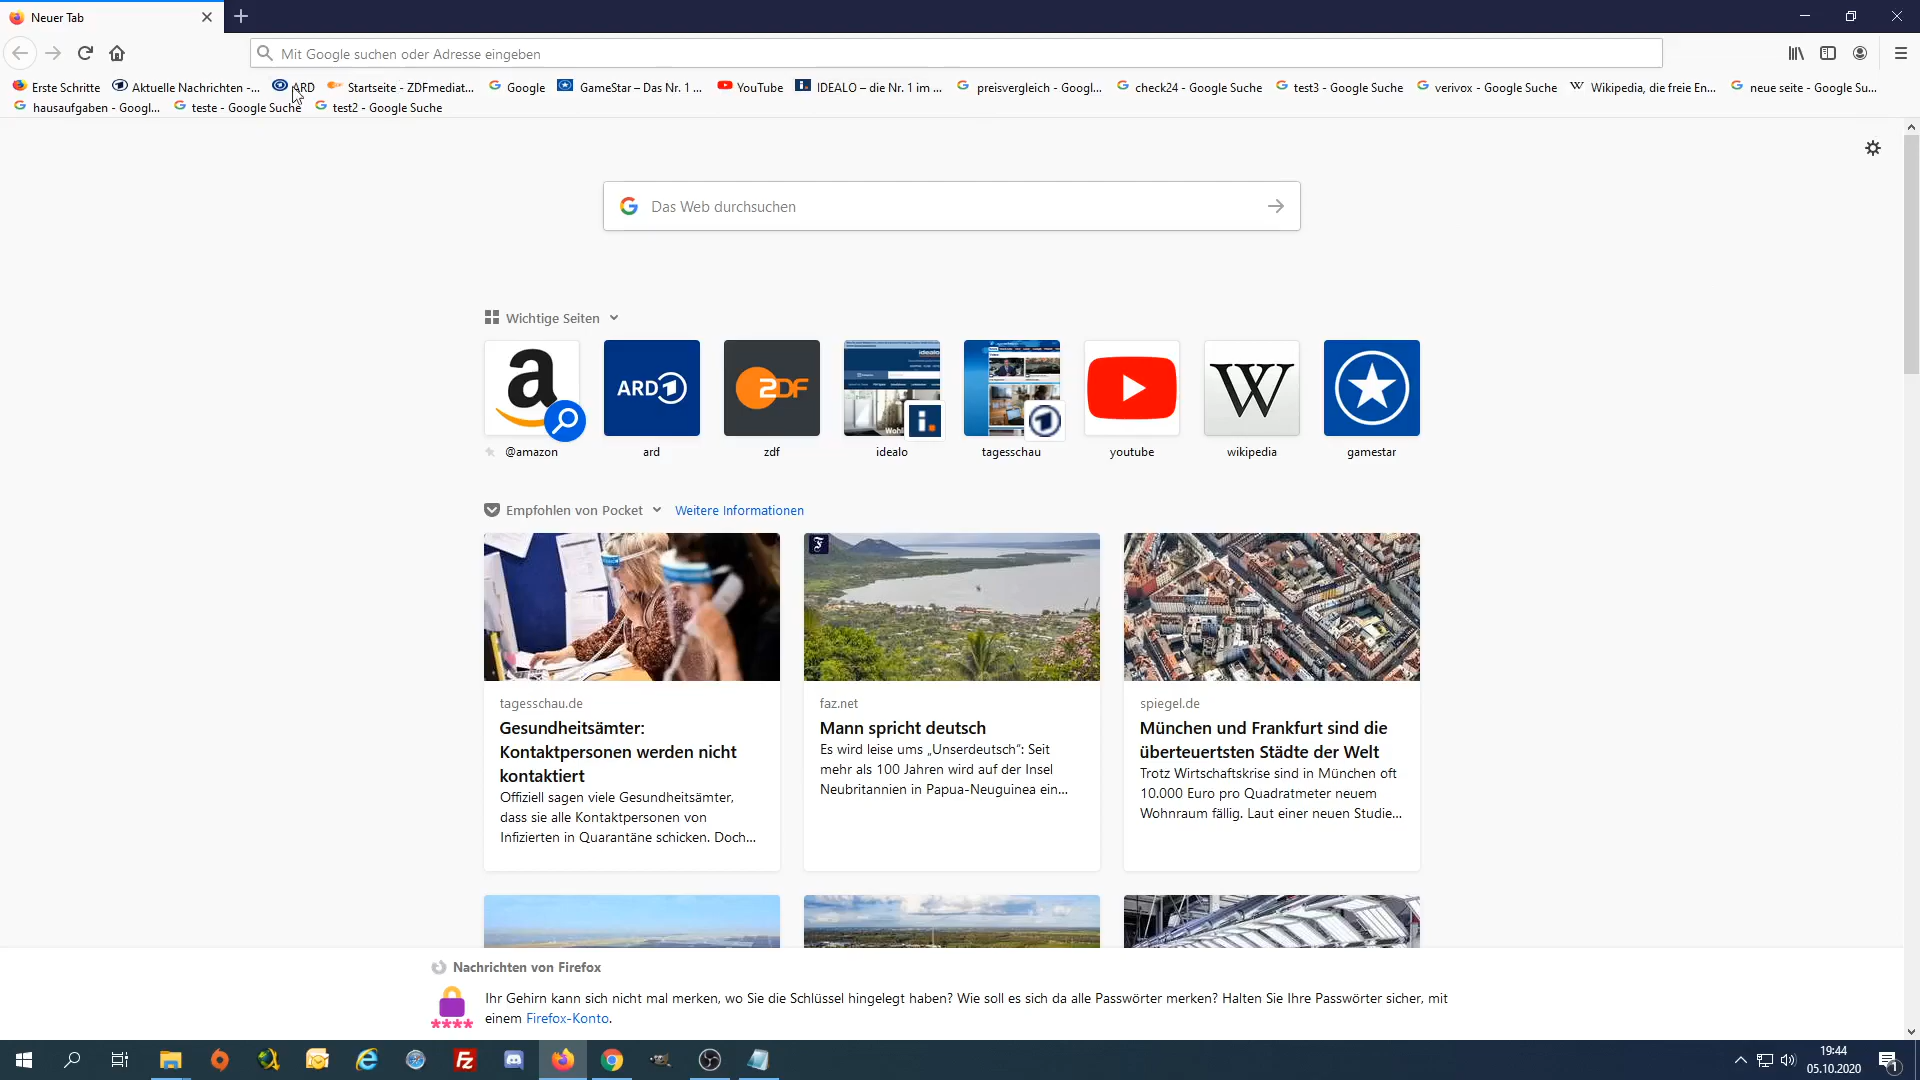 Neuer Tab
Mit Google suchen oder Adresse eingeben
Erste Schritte Aktuelle Nachrichten -... ARD Startseite - ZDFmediat... Google GameStar – Das Nr. 1 ... YouTube IDEALO – die Nr. 1 im ... preisvergleich - Googl... check24 - Google Suche test3 - Google Suche verivox - Google Suche Wikipedia, die freie En... neue seite - Google Su...
hausaufgaben - Googl... teste - Google Suche test2 - Google Suche
Das Web durchsuchen
Wichtige Seiten
ARD 1 ZDF idealo W
@amazon ard zdf idealo tagesschau youtube wikipedia gamestar
Empfohlen von Pocket Weitere Informationen
tagesschau.de
Gesundheitsämter:
Kontaktpersonen werden nicht
kontaktiert
Offiziell sagen viele Gesundheitsämter,
dass sie alle Kontaktpersonen von
Infizierten in Quarantäne schicken. Doch...
faz.net
Mann spricht deutsch
Es wird leise ums „Unserdeutsch“: Seit
mehr als 100 Jahren wird auf der Insel
Neubritannien in Papua-Neuguinea ein...
spiegel.de
München und Frankfurt sind die
überteuertsten Städte der Welt
Trotz Wirtschaftskrise sind in München oft
10.000 Euro pro Quadratmeter neuem
Wohnraum fällig. Laut einer neuen Studie...
Nachrichten von Firefox
Ihr Gehirn kann sich nicht mal merken, wo Sie die Schlüssel hingelegt haben? Wie soll es sich da alle Passwörter merken? Halten Sie Ihre Passwörter sicher, mit
einem Firefox-Konto.
19:44
05.10.2020
1